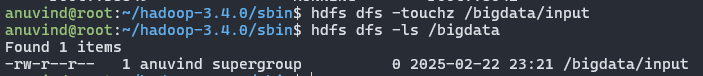 anuvind@root:~/hadoop-3.4.0/sbin$ hdfs dfs -touchz /bigdata/input
anuvind@root:~/hadoop-3.4.0/sbin$ hdfs dfs -ls /bigdata
Found 1 items
-rw-r--r--   1 anuvind supergroup          0 2025-02-22 23:21 /bigdata/input